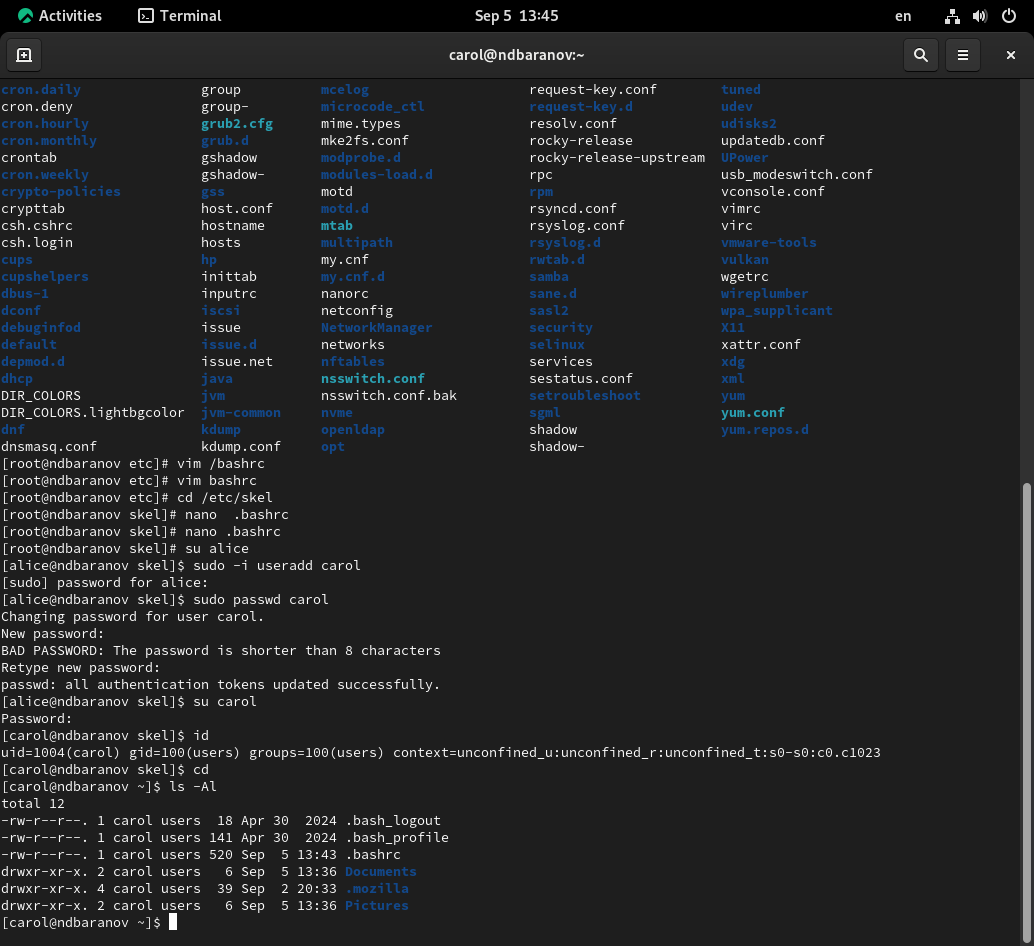 Activities Terminal Sep 5 13:45 en
carol@ndbaranov:~
cron.daily group mcelog request-key.conf tuned
cron.deny group- microcode_ctl request-key.d udev
cron.hourly grub2.cfg mime.types resolv.conf udisks2
cron.monthly grub.d mke2fs.conf rocky-release updatedb.conf
crontab gshadow modprobe.d rocky-release-upstream UPower
cron.weekly gshadow- modules-load.d rpc usb_modeswitch.conf
crypto-policies gss motd rpm vconsole.conf
crypttab host.conf motd.d rsyncd.conf vimrc
csh.cshrc hostname mtab rsyslog.conf virc
csh.login hosts multipath rsyslog.d vmware-tools
cups hp my.cnf rwtab.d vulkan
cupshelpers inittab my.cnf.d samba wgetrc
dbus-1 inputrc nanorc sane.d wireplumber
dconf iscsi netconfig sasl2 wpa_supplicant
debuginfod issue NetworkManager security X11
default issue.d networks selinux xattr.conf
depmod.d issue.net nftables services xdg
dhcp java nsswitch.conf sestatus.conf xml
DIR_COLORS jvm nsswitch.conf.bak setroubleshoot yum
DIR_COLORS.lightbgcolor jvm-common nvme sgml yum.conf
dnf kdump openldap shadow yum.repos.d
dnsmasq.conf kdump.conf opt shadow-
[root@ndbaranov etc]# vim /bashrc
[root@ndbaranov etc]# vim bashrc
[root@ndbaranov etc]# cd /etc/skel
[root@ndbaranov skel]# nano  .bashrc
[root@ndbaranov skel]# nano .bashrc
[root@ndbaranov skel]# su alice
[alice@ndbaranov skel]$ sudo -i useradd carol
[sudo] password for alice:
[alice@ndbaranov skel]$ sudo passwd carol
Changing password for user carol.
New password:
BAD PASSWORD: The password is shorter than 8 characters
Retype new password:
passwd: all authentication tokens updated successfully.
[alice@ndbaranov skel]$ su carol
Password:
[carol@ndbaranov skel]$ id
uid=1004(carol) gid=100(users) groups=100(users) context=unconfined_u:unconfined_r:unconfined_t:s0-s0:c0.c1023
[carol@ndbaranov skel]$ cd
[carol@ndbaranov ~]$ ls -Al
total 12
-rw-r--r--. 1 carol users  18 Apr 30  2024 .bash_logout
-rw-r--r--. 1 carol users 141 Apr 30  2024 .bash_profile
-rw-r--r--. 1 carol users 520 Sep  5 13:43 .bashrc
drwxr-xr-x. 2 carol users   6 Sep  5 13:36 Documents
drwxr-xr-x. 4 carol users  39 Sep  2 20:33 .mozilla
drwxr-xr-x. 2 carol users   6 Sep  5 13:36 Pictures
[carol@ndbaranov ~]$